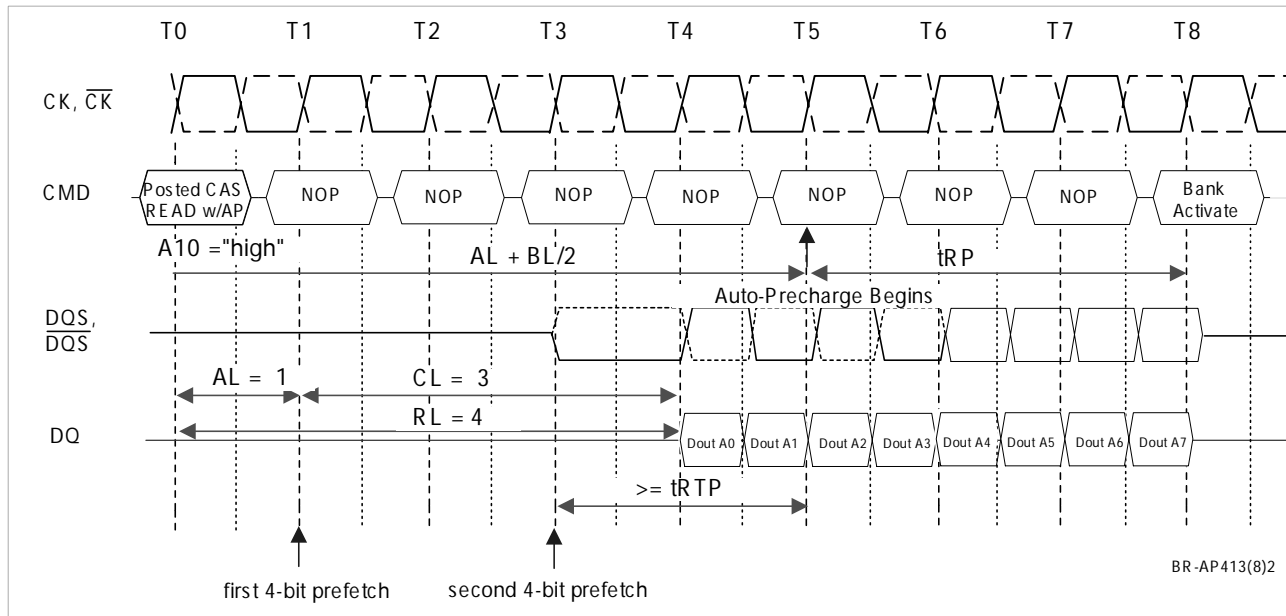 T0 T1 T2 T3 T4 T5 T6 T7 T8
CK, CK
CMD
Posted CAS
READ w/AP
NOP NOP NOP NOP NOP NOP NOP
Bank
Activate
A10 ="high"
AL + BL/2
tRP
Auto-Precharge Begins
DQS,
DQS
AL = 1
CL = 3
RL = 4
DQ
Dout A0 Dout A1 Dout A2 Dout A3 Dout A4 Dout A5 Dout A6 Dout A7
>= tRTP
first 4-bit prefetch
second 4-bit prefetch
BR-AP413(8)2